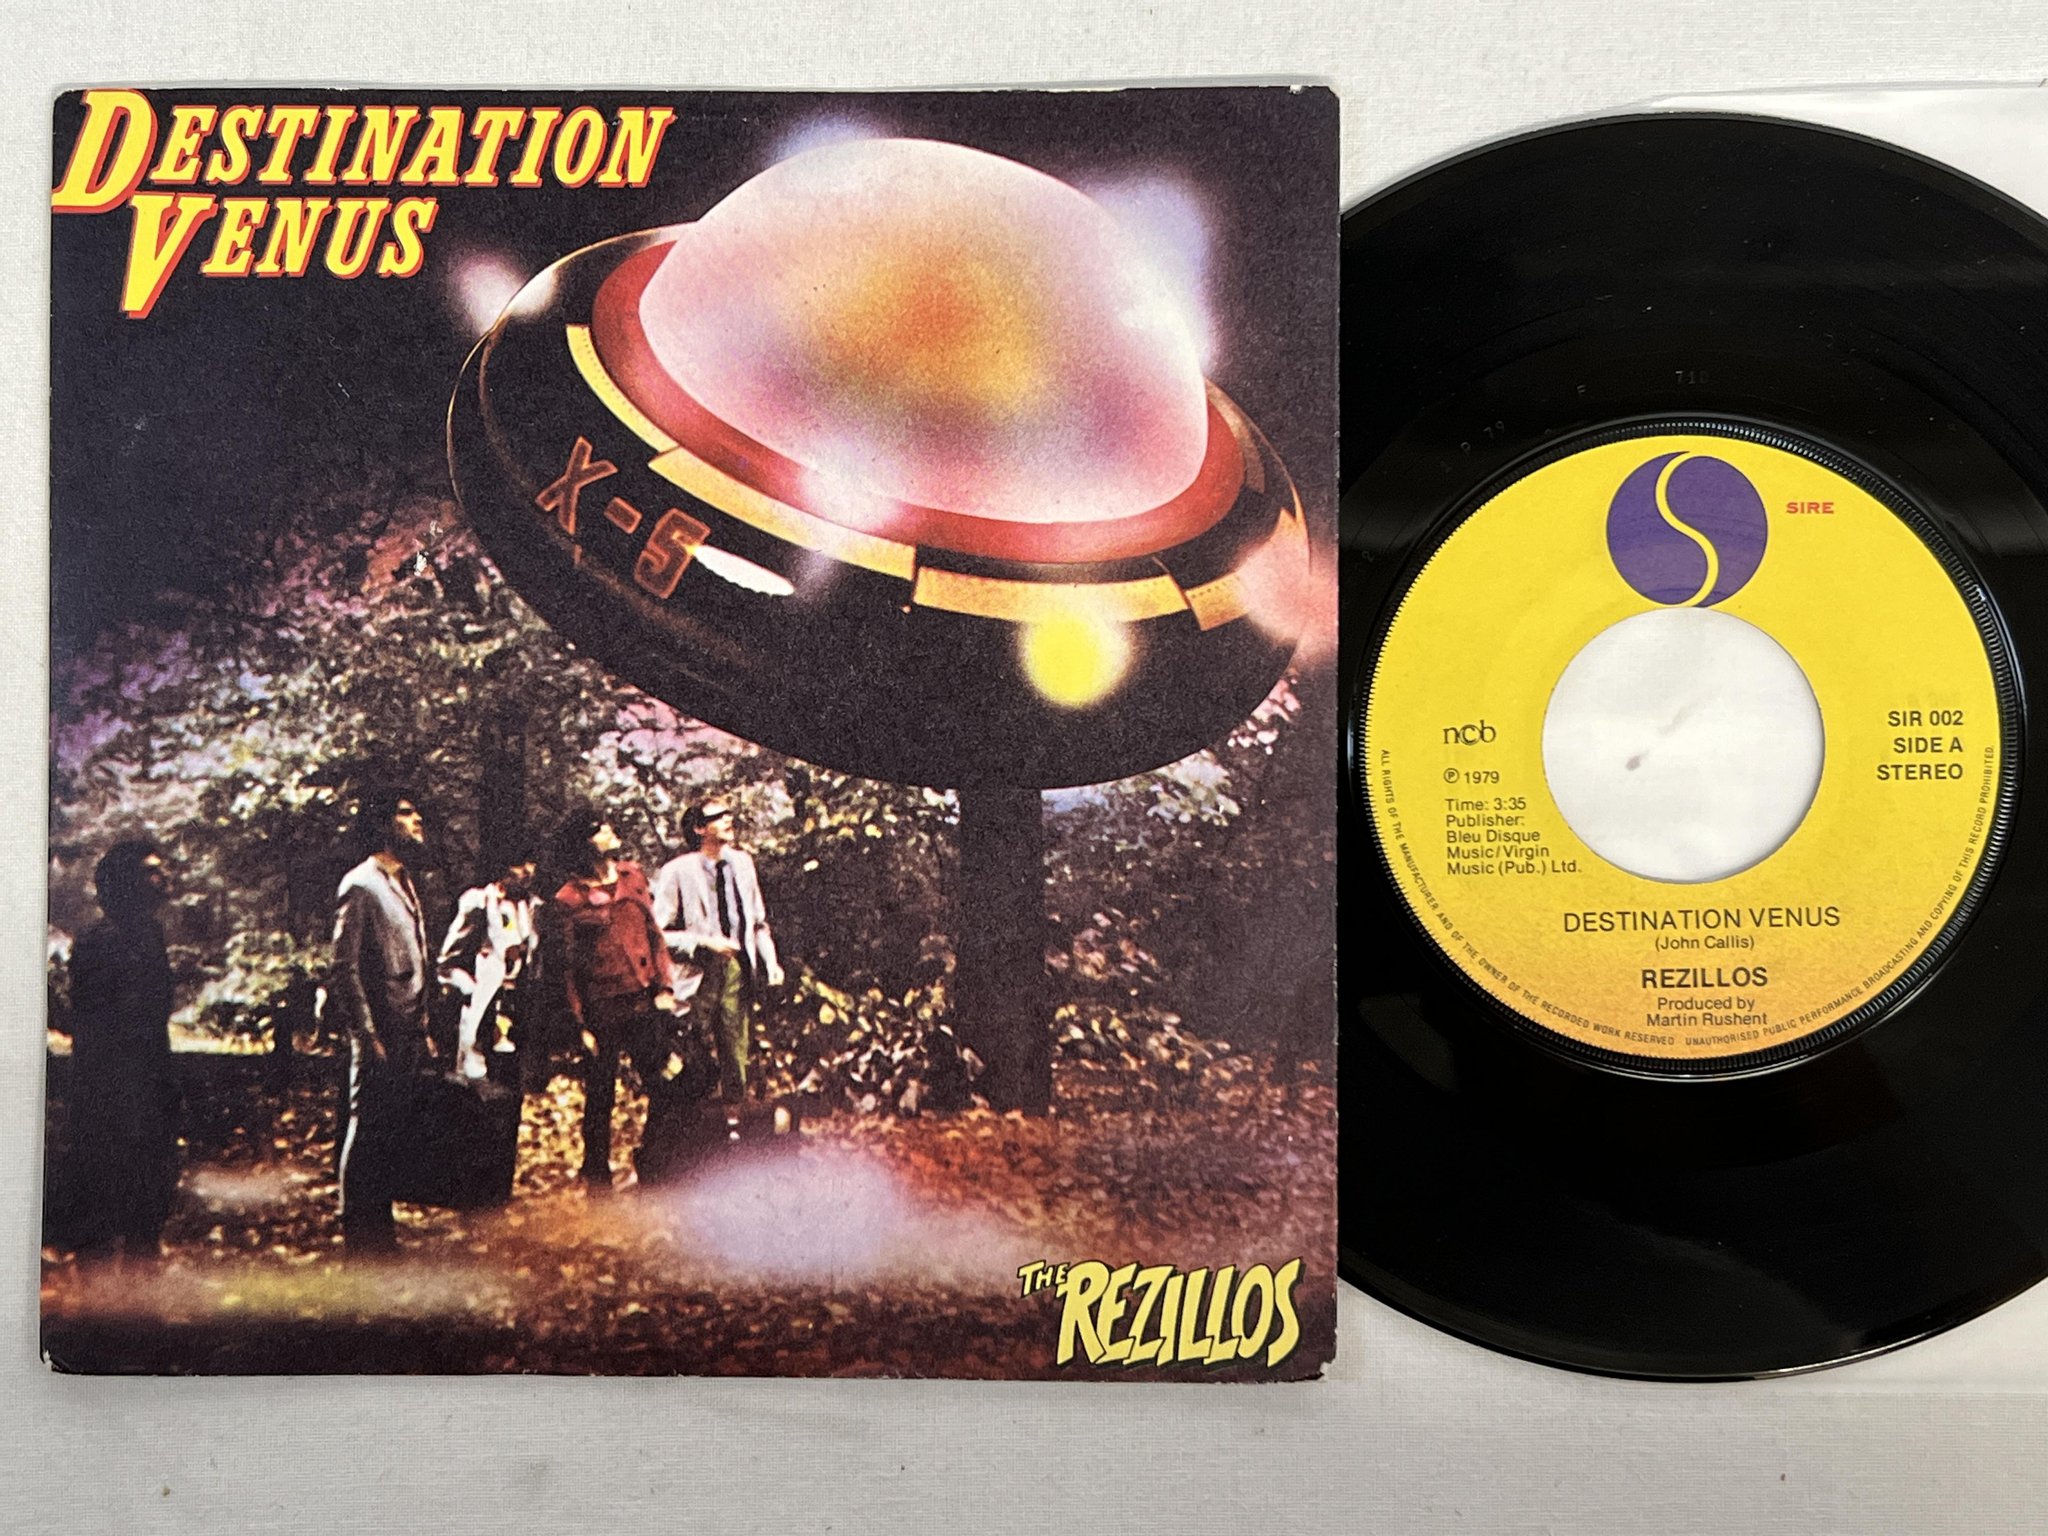 DESTINATION
VENUS
X-5
THE REZILLOS
1979
F
71
SIRE
ncb
℗ 1979
Time: 3:35
Publisher:
Bleu Disque
Music/Virgin
Music (Pub.) Ltd.
SIR 002
SIDE A
STEREO
DESTINATION VENUS
(John Callis)
REZILLOS
Produced by
Martin Rushent
ALL RIGHTS OF THE MANUFACTURER AND OF THE OWNER OF THE RECORDED WORK RESERVED UNAUTHORISED PUBLIC PERFORMANCE BROADCASTING AND COPYING OF THIS RECORD PROHIBITED